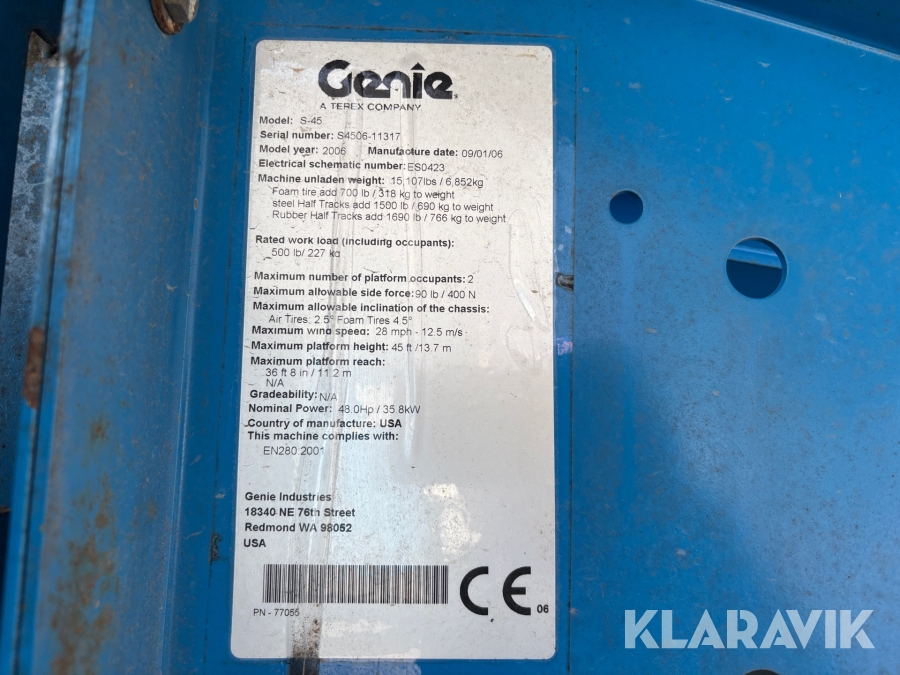 Genie
A TEREX COMPANY
Model: S-45
Serial number: S4506-11317
Model year: 2006 Manufacture date: 09/01/06
Electrical schematic number: ES0423
Machine unladen weight: 15,107lbs / 6,852kg
Foam tire add 700 lb / 318 kg to weight
steel Half Tracks add 1500 lb / 690 kg to weight
Rubber Half Tracks add 1690 lb / 766 kg to weight
Rated work load (including occupants):
500 lb/ 227 kg
Maximum number of platform occupants: 2
Maximum allowable side force: 90 lb / 400 N
Maximum allowable inclination of the chassis:
Air Tires: 2.5° Foam Tires 4.5°
Maximum wind speed: 28 mph - 12.5 m/s
Maximum platform height: 45 ft /13.7 m
Maximum platform reach:
36 ft 8 in / 11.2 m
N/A
Gradeability: N/A
Nominal Power: 48.0Hp / 35.8kW
Country of manufacture: USA
This machine complies with:
EN280:2001
Genie Industries
18340 NE 76th Street
Redmond WA 98052
USA
PN - 77055
CE 06
KLARAVIK